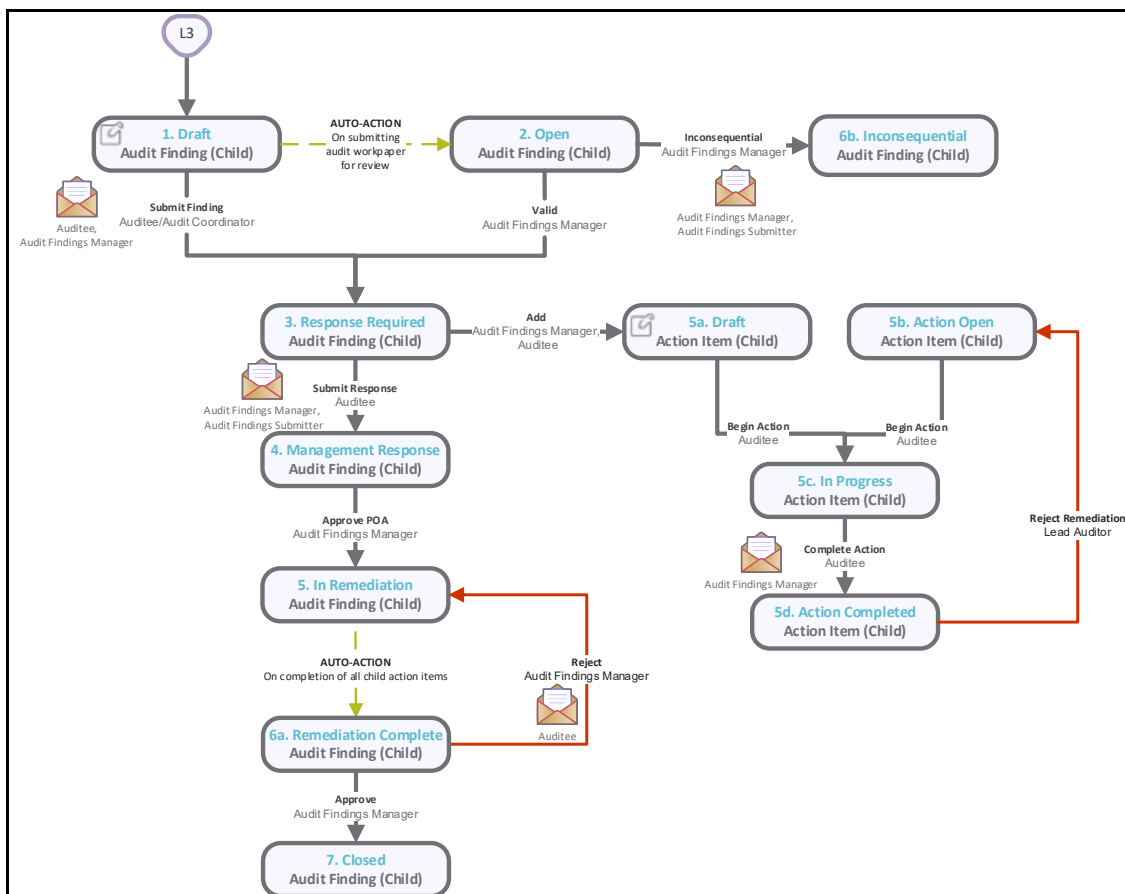 L3
1. Draft
Audit Finding (Child)
AUTO-ACTION
On submitting
audit workpaper
for review
2. Open
Audit Finding (Child)
Inconsequential
Audit Findings Manager
6b. Inconsequential
Audit Finding (Child)
Auditee,
Audit Findings Manager
Submit Finding
Auditee/Audit Coordinator
Valid
Audit Findings Manager
Audit Findings Manager,
Audit Findings Submitter
3. Response Required
Audit Finding (Child)
Add
Audit Findings Manager,
Auditee
5a. Draft
Action Item (Child)
5b. Action Open
Action Item (Child)
Audit Findings Manager,
Audit Findings Submitter
Submit Response
Auditee
Begin Action
Auditee
Begin Action
Auditee
4. Management Response
Audit Finding (Child)
5c. In Progress
Action Item (Child)
Approve POA
Audit Findings Manager
Reject Remediation
Lead Auditor
Complete Action
Auditee
Audit Findings Manager
5. In Remediation
Audit Finding (Child)
5d. Action Completed
Action Item (Child)
AUTO-ACTION
On completion of all child action items
Reject
Audit Findings Manager
Auditee
6a. Remediation Complete
Audit Finding (Child)
Approve
Audit Findings Manager
7. Closed
Audit Finding (Child)